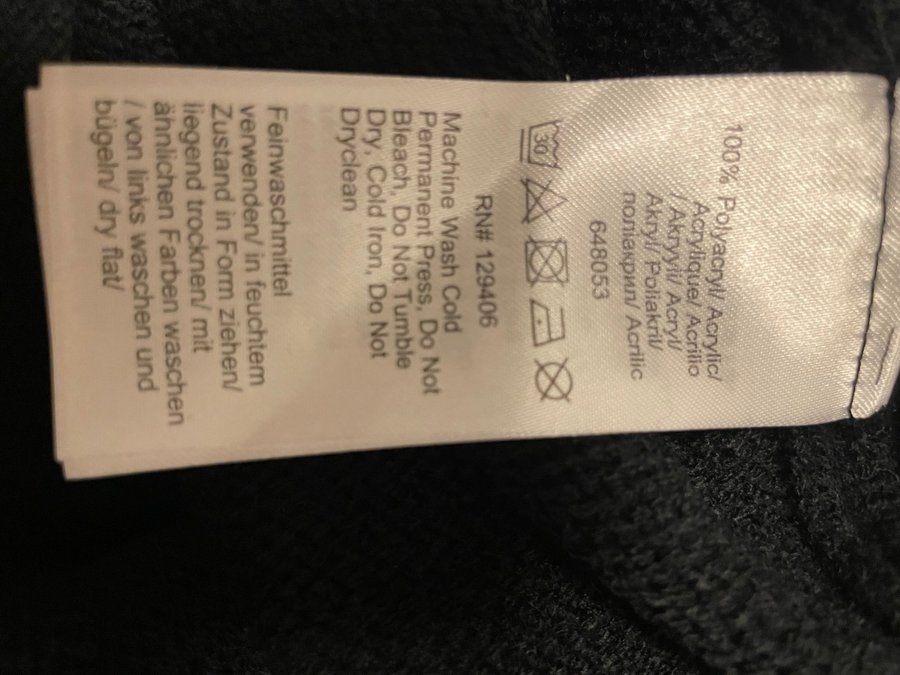 100% Polyacryl/ Acrylic/
Acrylique/ Acrilio
/ Akryyli/ Acryl/
Akryl/ Poliakril/
поліакрил/ Acrilic
648053
30
RN# 129406
Machine Wash Cold
Permanent Press, Do Not
Bleach, Do Not Tumble
Dry, Cold Iron, Do Not
Dryclean
Feinwaschmittel
verwenden/ in feuchtem
Zustand in Form ziehen/
liegend trocknen/ mit
ähnlichen Farben waschen
/ von links waschen und
bügeln/ dry flat/